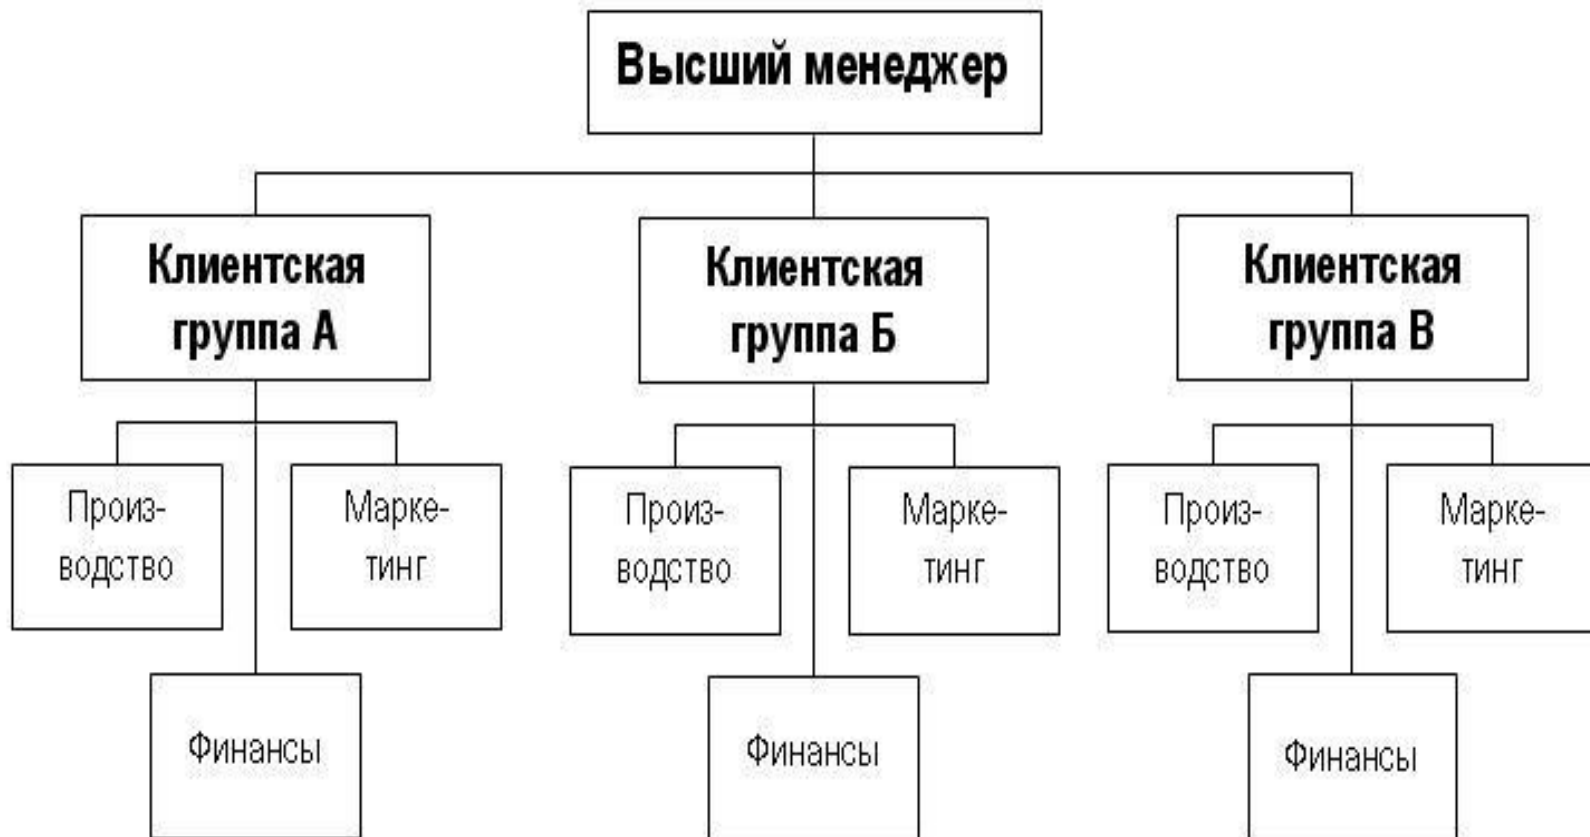 Высший менеджер
Клиентская
группа А
Клиентская
группа Б
Клиентская
группа В
Произ-
водство
Марке-
тинг
Произ-
водство
Марке-
тинг
Произ-
водство
Марке-
тинг
Финансы
Финансы
Финансы